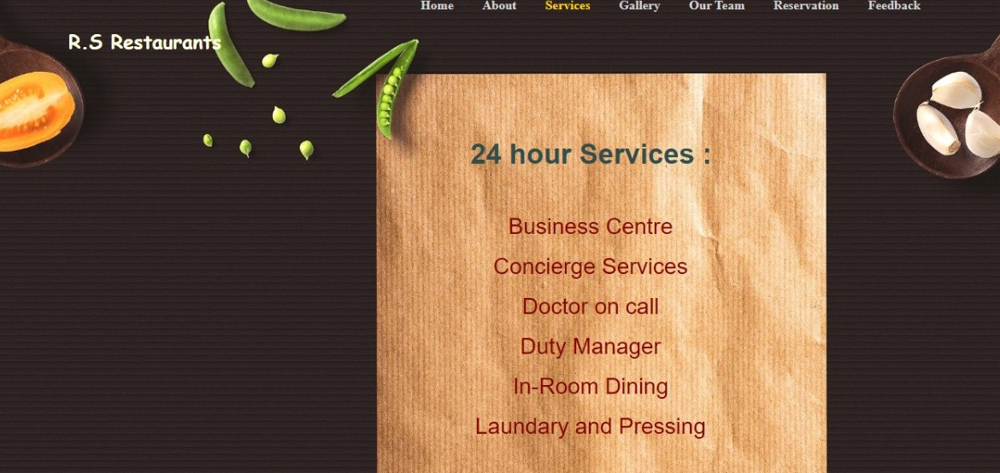 Home About Services Gallery Our Team Reservation Feedback
R.S Restaurants
24 hour Services :
Business Centre
Concierge Services
Doctor on call
Duty Manager
In-Room Dining
Laundary and Pressing